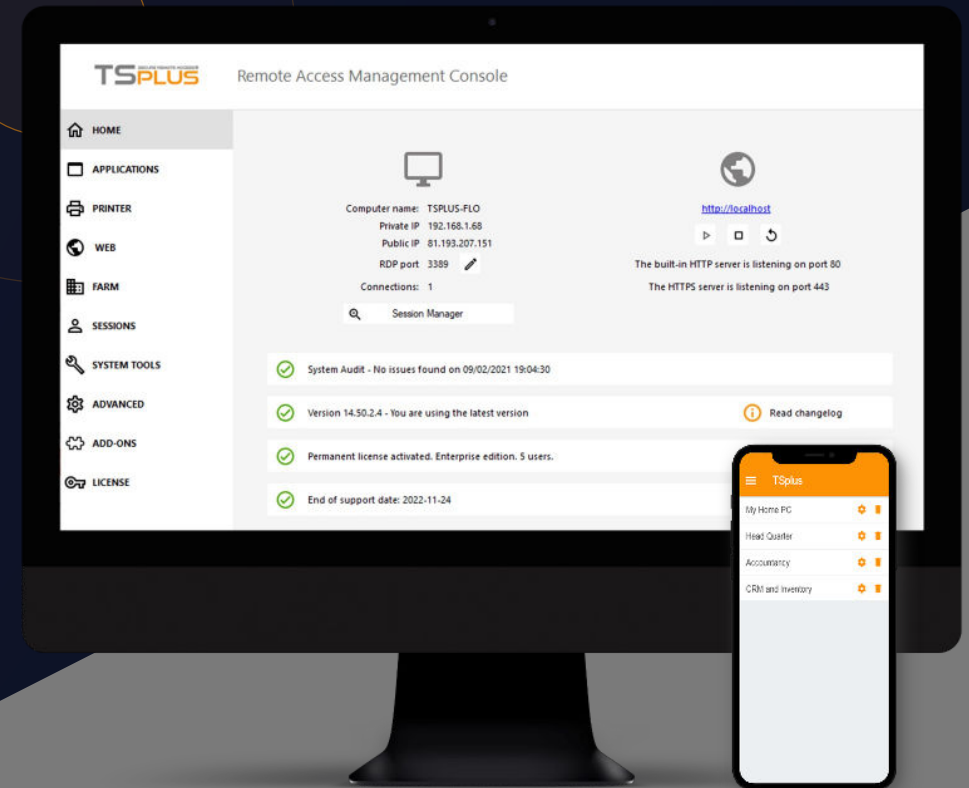 TSPLUS
Remote Access Management Console
HOME
APPLICATIONS
PRINTER
WEB
FARM
SESSIONS
SYSTEM TOOLS
ADVANCED
ADD-ONS
LICENSE
Computer name: TSPLUS-FLO
Private IP 192.168.1.68
Public IP 81.193.207.151
RDP port 3389
Connections: 1
Session Manager
http://localhost
The built-in HTTP server is listening on port 80
The HTTPS server is listening on port 443
System Audit - No issues found on 09/02/2021 19:04:30
Version 14.50.2.4 - You are using the latest version
Read changelog
Permanent license activated. Enterprise edition. 5 users.
End of support date: 2022-11-24
TSplus
My Home PC
Head Quarter
Accountancy
CRM and Inventory